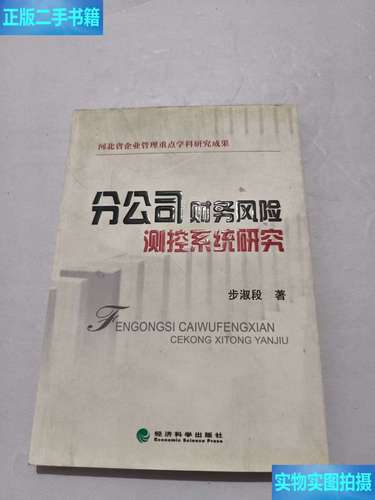 正版二手书籍
河北省企业管理重点学科研究成果
分公司财务风险
测控系统研究
步淑段 著
FENGONGSI CAIWUFENGXIAN
CEKONG XITONG YANJIU
经济科学出版社
Economic Science Press
实物实图拍摄